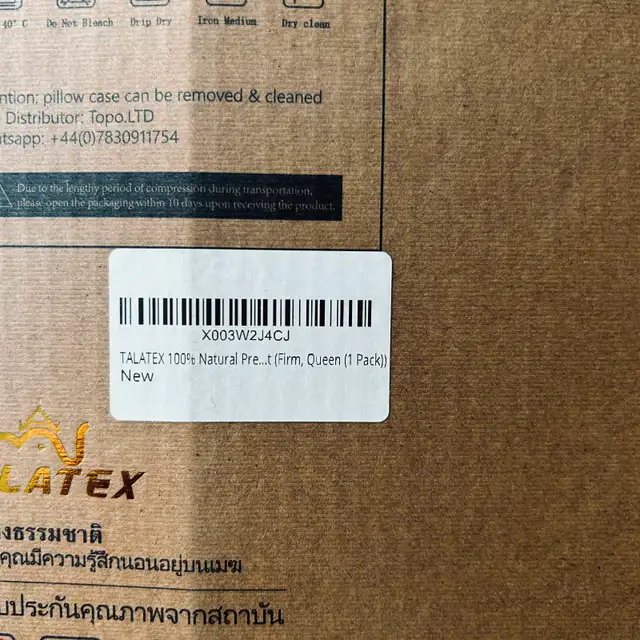 40° C Do Not Bleach Drip Dry Iron Medium Dry clean
ntion: pillow case can be removed & cleaned
Distributor: Topo.LTD
atsapp: +44(0)7830911754
Due to the lengthy period of compression during transportation,
please open the packaging within 10 days upon receiving the product.
X003W2J4CJ
TALATEX 100% Natural Pre...t (Firm, Queen (1 Pack))
New
LATEX
งธรรมชาติ
คุณมีความรู้สึกนอนอยู่บนเมฆ
บประกันคุณภาพจากสถาบัน